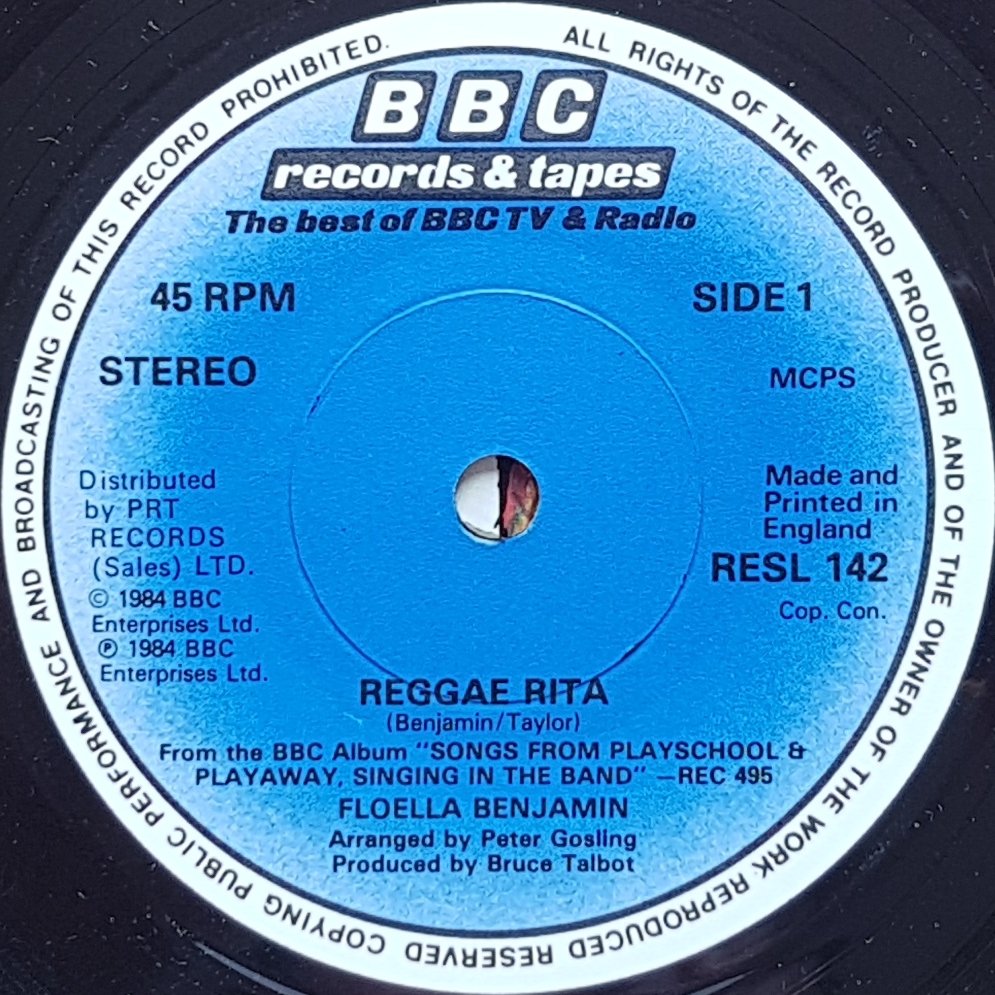 ALL RIGHTS OF THE RECORD PRODUCER AND OF THE OWNER OF THE WORK REPRODUCED RESERVED COPYING PUBLIC PERFORMANCE AND BROADCASTING OF THIS RECORD PROHIBITED.
BBC
records & tapes
The best of BBC TV & Radio
45 RPM
SIDE 1
STEREO
MCPS
Distributed
by PRT
RECORDS
(Sales) LTD.
© 1984 BBC
Enterprises Ltd.
℗ 1984 BBC
Enterprises Ltd.
Made and
Printed in
England
RESL 142
Cop. Con.
REGGAE RITA
(Benjamin/Taylor)
From the BBC Album "SONGS FROM PLAYSCHOOL &
PLAYAWAY, SINGING IN THE BAND" —REC 495
FLOELLA BENJAMIN
Arranged by Peter Gosling
Produced by Bruce Talbot